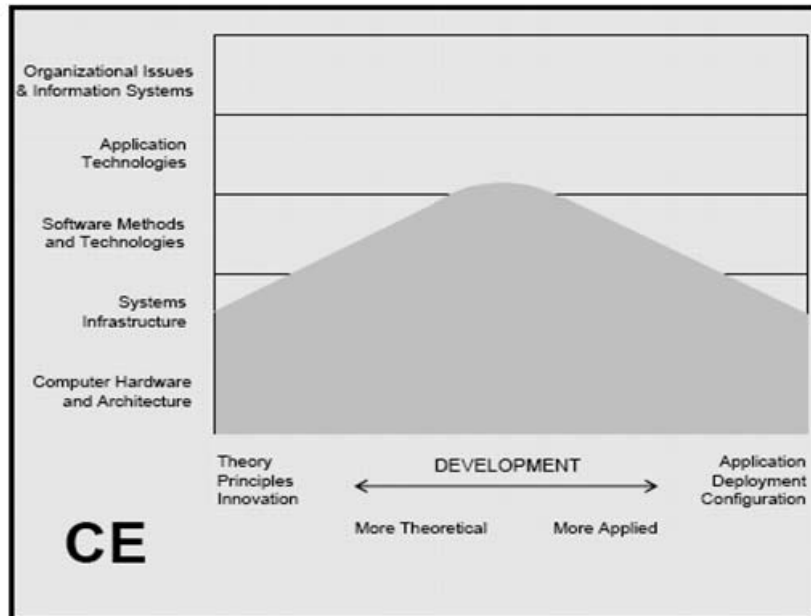 Organizational Issues
& Information Systems
Application
Technologies
Software Methods
and Technologies
Systems
Infrastructure
Computer Hardware
and Architecture
Theory
Principles
Innovation
DEVELOPMENT
Application
Deployment
Configuration
More Theoretical
More Applied
CE